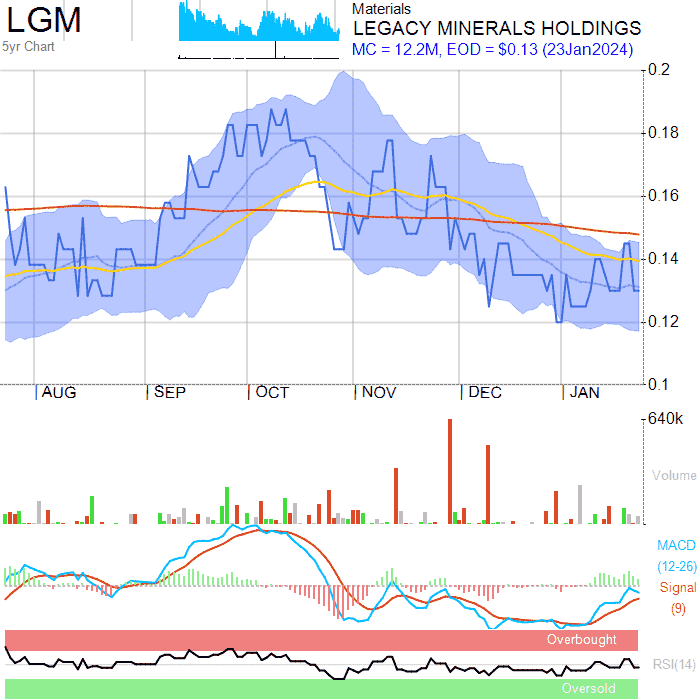 LGM
5yr Chart
Materials
LEGACY MINERALS HOLDINGS
MC = 12.2M, EOD = $0.13 (23Jan2024)
0.2
0.18
0.16
0.14
0.12
0.1
AUG SEP OCT NOV DEC JAN
640k
Volume
MACD
(12-26)
Signal
(9)
Overbought
RSI(14)
Oversold